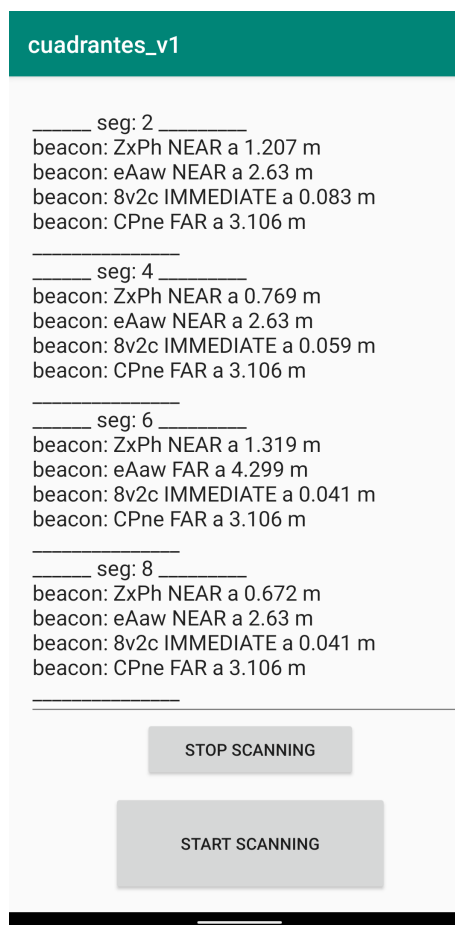 cuadrantes_v1
______ seg: 2 _________
beacon: ZxPh NEAR a 1.207 m
beacon: eAaw NEAR a 2.63 m
beacon: 8v2c IMMEDIATE a 0.083 m
beacon: CPne FAR a 3.106 m
_______________
______ seg: 4 _________
beacon: ZxPh NEAR a 0.769 m
beacon: eAaw NEAR a 2.63 m
beacon: 8v2c IMMEDIATE a 0.059 m
beacon: CPne FAR a 3.106 m
_______________
______ seg: 6 _________
beacon: ZxPh NEAR a 1.319 m
beacon: eAaw FAR a 4.299 m
beacon: 8v2c IMMEDIATE a 0.041 m
beacon: CPne FAR a 3.106 m
_______________
______ seg: 8 _________
beacon: ZxPh NEAR a 0.672 m
beacon: eAaw NEAR a 2.63 m
beacon: 8v2c IMMEDIATE a 0.041 m
beacon: CPne FAR a 3.106 m
_______________
STOP SCANNING
START SCANNING